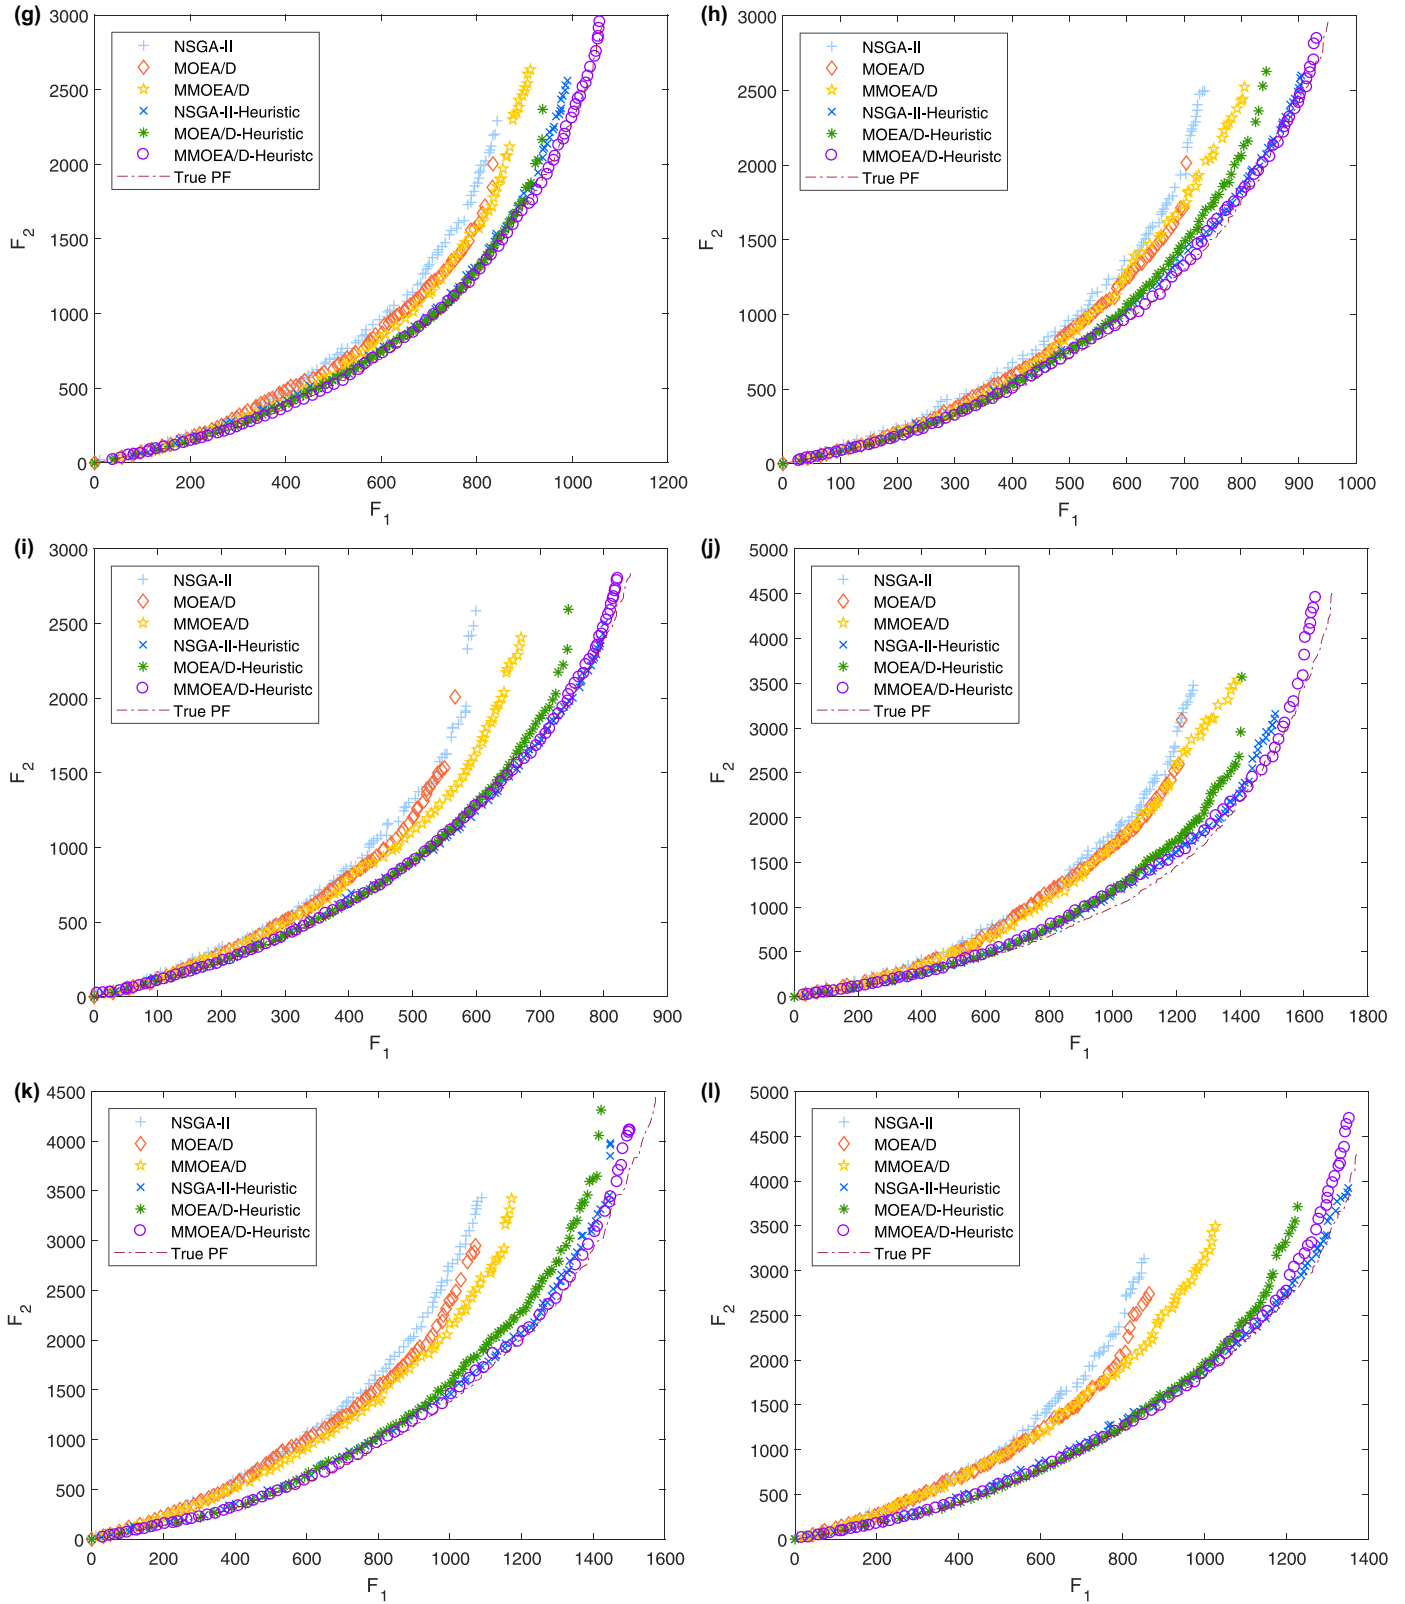 (g)
3000
2500
2000
1500
1000
500
0
F2
NSGA-II
MOEA/D
MMOEA/D
NSGA-II-Heuristic
MOEA/D-Heuristic
MMOEA/D-Heuristc
True PF
0 200 400 600 800 1000 1200
F1
(h)
3000
2500
2000
1500
1000
500
0
F2
NSGA-II
MOEA/D
MMOEA/D
NSGA-II-Heuristic
MOEA/D-Heuristic
MMOEA/D-Heuristc
True PF
0 100 200 300 400 500 600 700 800 900 1000
F1
(i)
3000
2500
2000
1500
1000
500
0
F2
NSGA-II
MOEA/D
MMOEA/D
NSGA-II-Heuristic
MOEA/D-Heuristic
MMOEA/D-Heuristc
True PF
0 100 200 300 400 500 600 700 800 900
F1
(j)
5000
4500
4000
3500
3000
2500
2000
1500
1000
500
0
F2
NSGA-II
MOEA/D
MMOEA/D
NSGA-II-Heuristic
MOEA/D-Heuristic
MMOEA/D-Heuristc
True PF
0 200 400 600 800 1000 1200 1400 1600 1800
F1
(k)
4500
4000
3500
3000
2500
2000
1500
1000
500
0
F2
NSGA-II
MOEA/D
MMOEA/D
NSGA-II-Heuristic
MOEA/D-Heuristic
MMOEA/D-Heuristc
True PF
0 200 400 600 800 1000 1200 1400 1600
F1
(l)
5000
4500
4000
3500
3000
2500
2000
1500
1000
500
0
F2
NSGA-II
MOEA/D
MMOEA/D
NSGA-II-Heuristic
MOEA/D-Heuristic
MMOEA/D-Heuristc
True PF
0 200 400 600 800 1000 1200 1400
F1